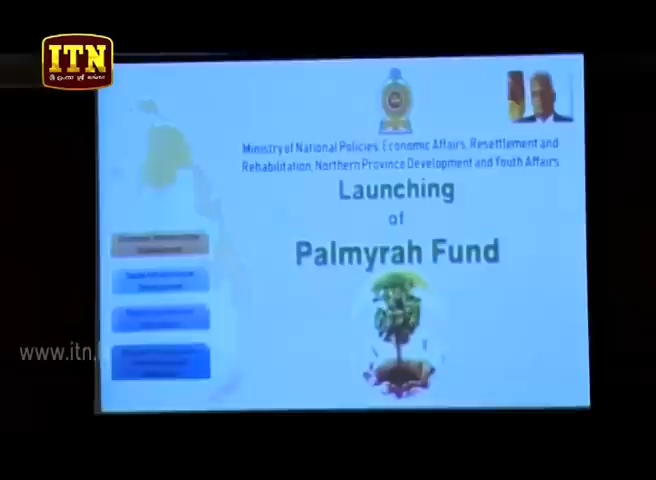 ITN
Ministry of National Policies, Economic Affairs, Resettlement and
Rehabilitation, Northern Province Development and Youth Affairs
Launching
of
Palmyrah Fund
www.itn.